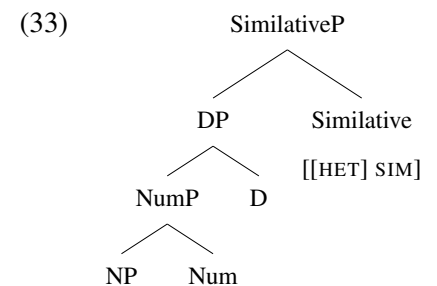 (33) SimilativeP
DP Similative
[[HET] SIM]
NumP D
NP Num